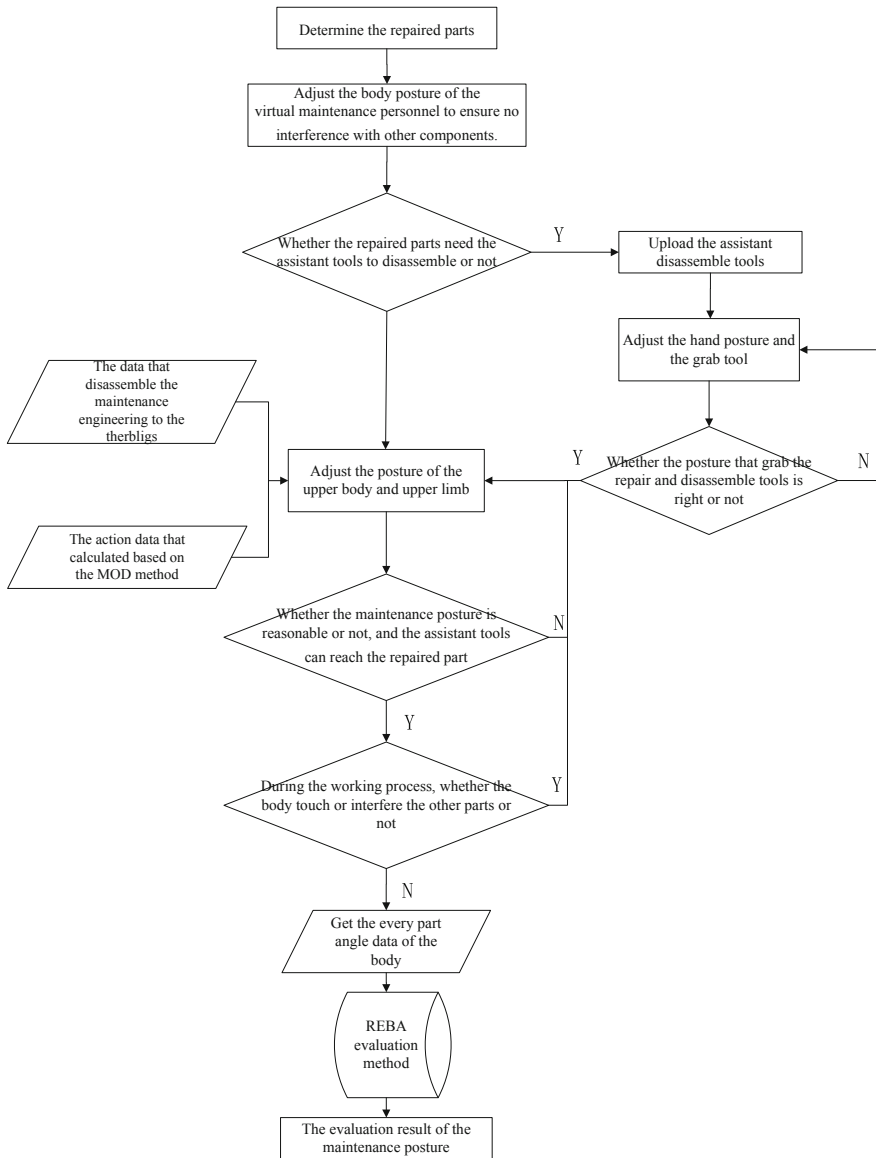 Determine the repaired parts
Adjust the body posture of the
virtual maintenance personnel to ensure no
interference with other components.
Whether the repaired parts need the
assistant tools to disassemble or not
Y
Upload the assistant
disassemble tools
Adjust the hand posture and
the grab tool
The data that
disassemble the
maintenance
engineering to the
therbligs
Adjust the posture of the
upper body and upper limb
Y
Whether the posture that grab the
repair and disassemble tools is
right or not
N
The action data that
calculated based on
the MOD method
Whether the maintenance posture is
reasonable or not, and the assistant tools
can reach the repaired part
N
Y
During the working process, whether the
body touch or interfere the other parts or
not
Y
N
Get the every part
angle data of the
body
REBA
evaluation
method
The evaluation result of the
maintenance posture